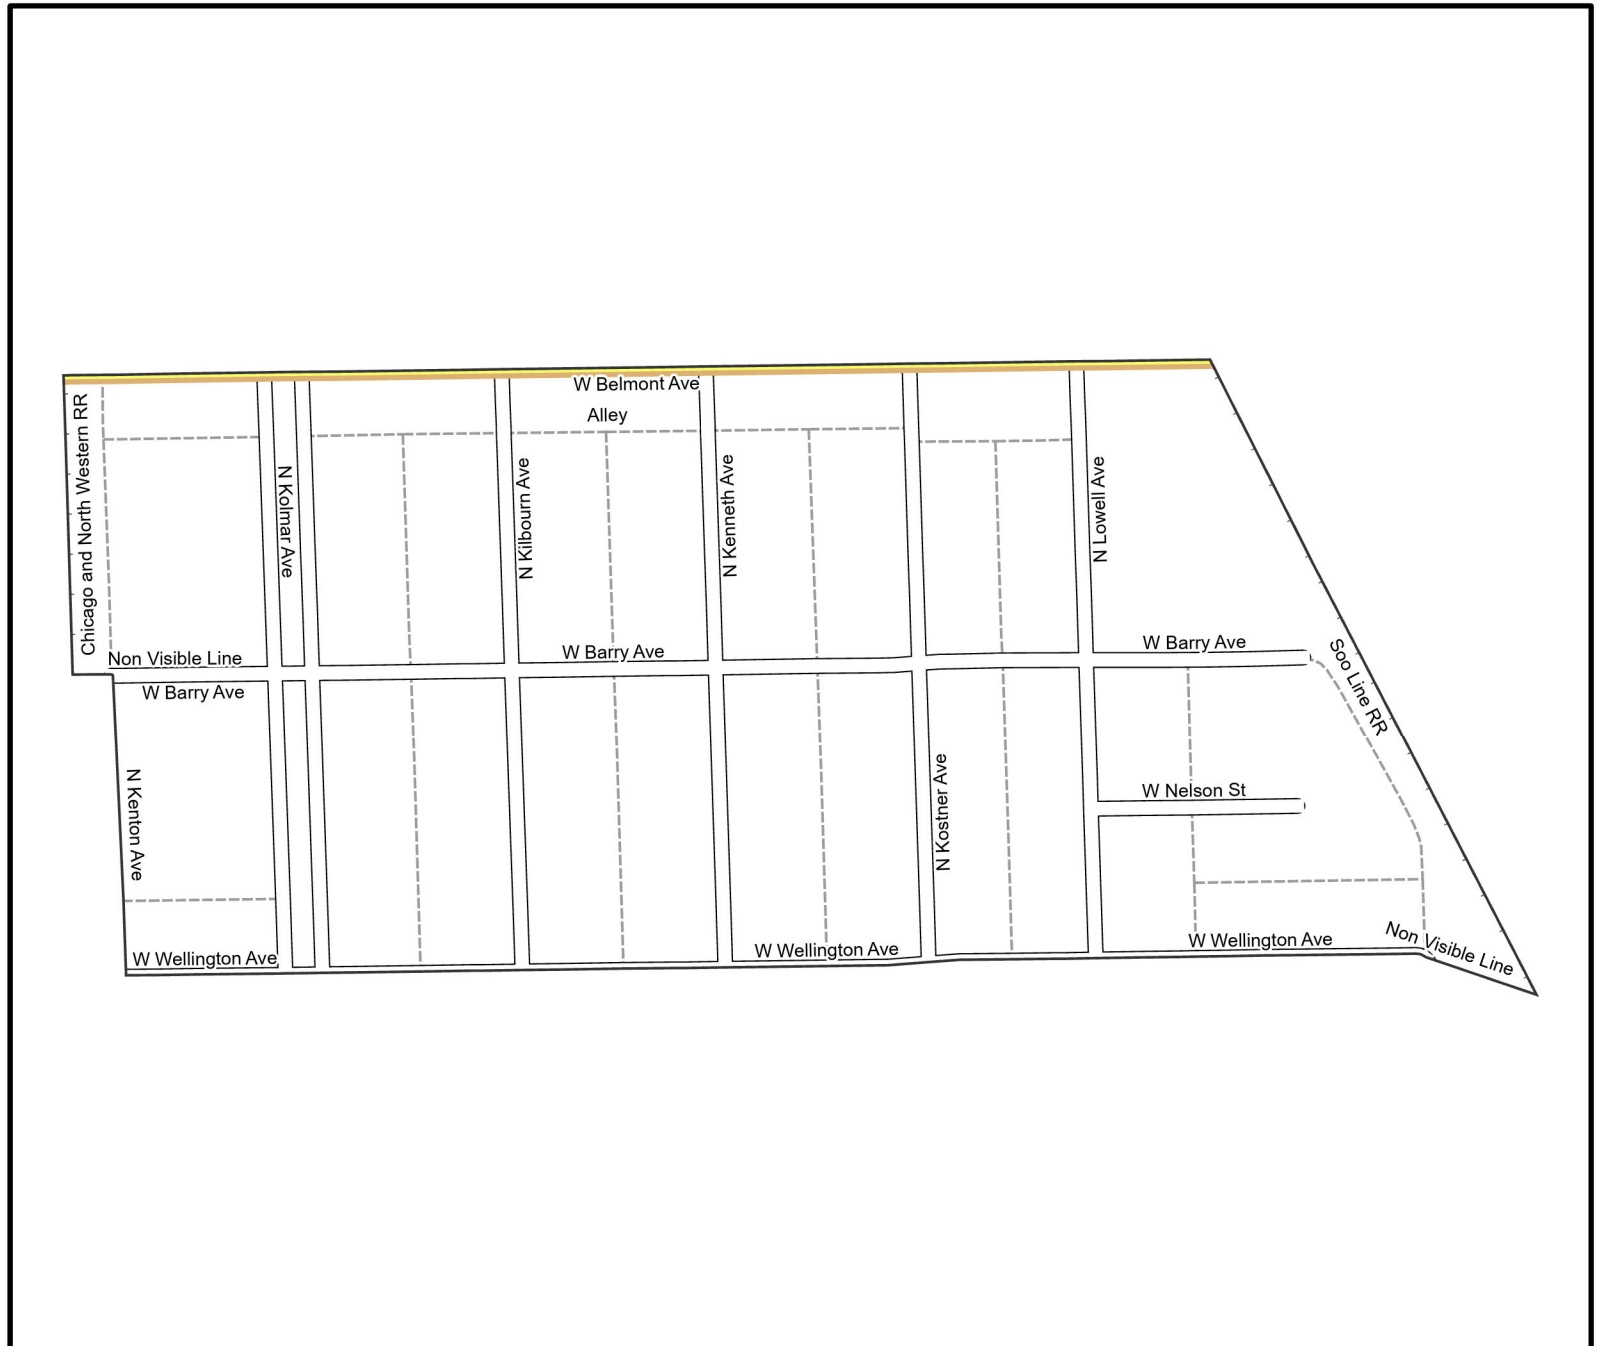 W Belmont Ave
Alley
Chicago and North Western RR
N Kolmar Ave
N Kilbourn Ave
N Kenneth Ave
N Lowell Ave
Non Visible Line
W Barry Ave
W Barry Ave
W Barry Ave
Soo Line RR
N Kenton Ave
N Kostner Ave
W Nelson St
W Wellington Ave
W Wellington Ave
W Wellington Ave
Non Visible Line